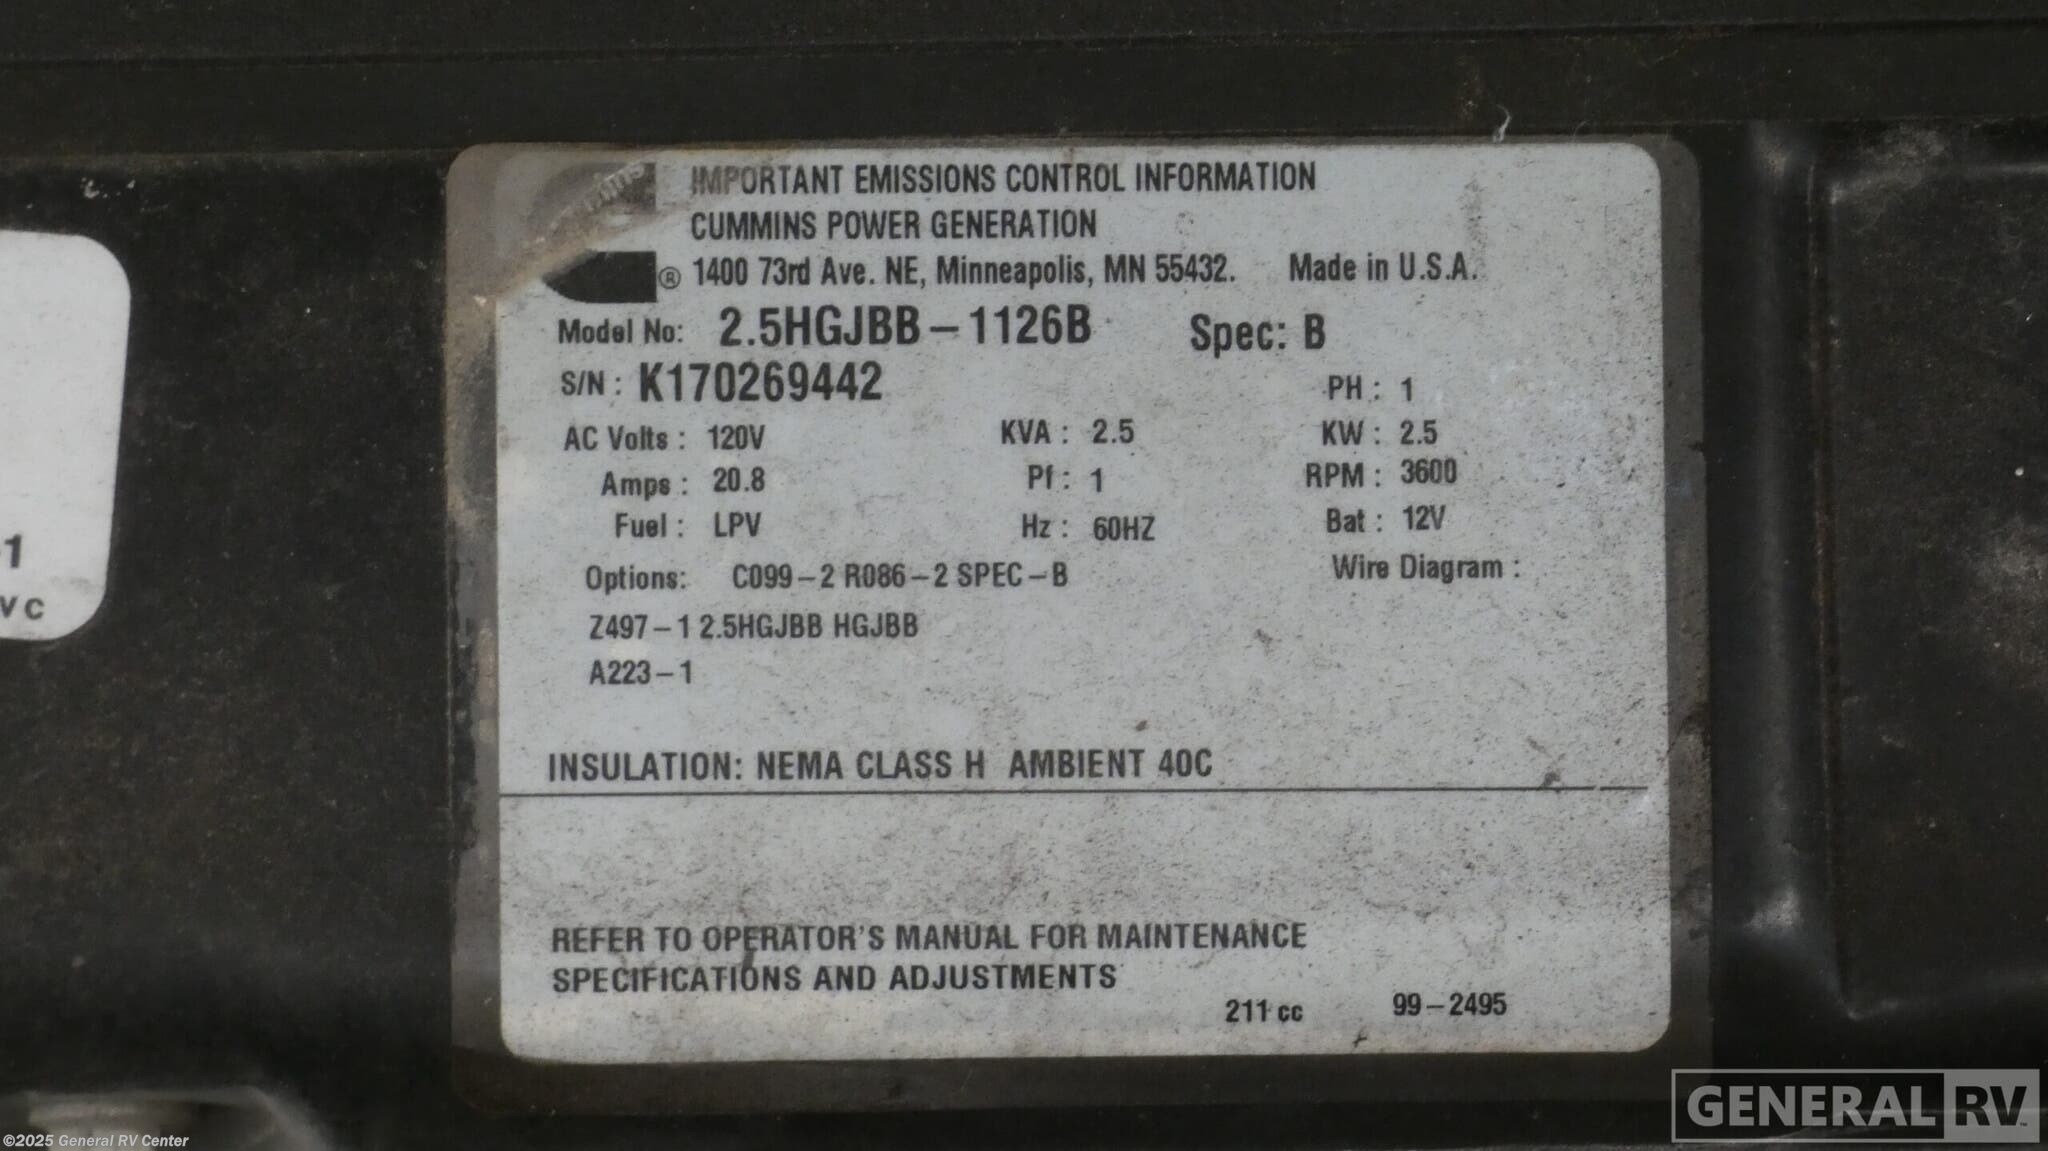 IMPORTANT EMISSIONS CONTROL INFORMATION
CUMMINS POWER GENERATION
® 1400 73rd Ave. NE, Minneapolis, MN 55432. Made in U.S.A.
Model No: 2.5HGJBB-1126B Spec: B
S/N: K170269442 PH: 1
AC Volts: 120V KVA: 2.5 KW: 2.5
Amps: 20.8 Pf: 1 RPM: 3600
Fuel: LPV Hz: 60HZ Bat: 12V
Options: C099-2 R086-2 SPEC-B Wire Diagram:
Z497-1 2.5HGJBB HGJBB
A223-1
INSULATION: NEMA CLASS H AMBIENT 40C
REFER TO OPERATOR'S MANUAL FOR MAINTENANCE
SPECIFICATIONS AND ADJUSTMENTS
211 cc 99-2495
GENERAL RV
©2025 General RV Center